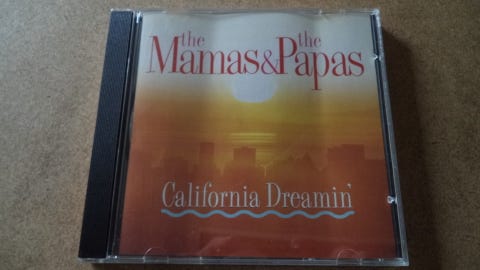 the the
Mamas&Papas
California Dreamin'